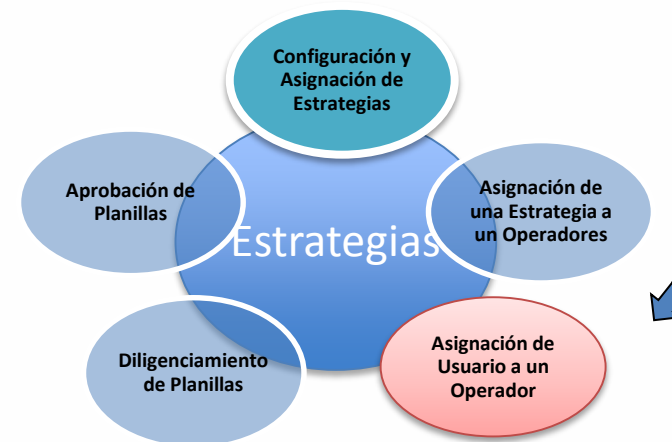 Configuración y
Asignación de
Estrategias
Aprobación de
Planillas
Estrategias
Asignación de
una Estrategia a
un Operadores
Diligenciamiento
de Planillas
Asignación de
Usuario a un
Operador